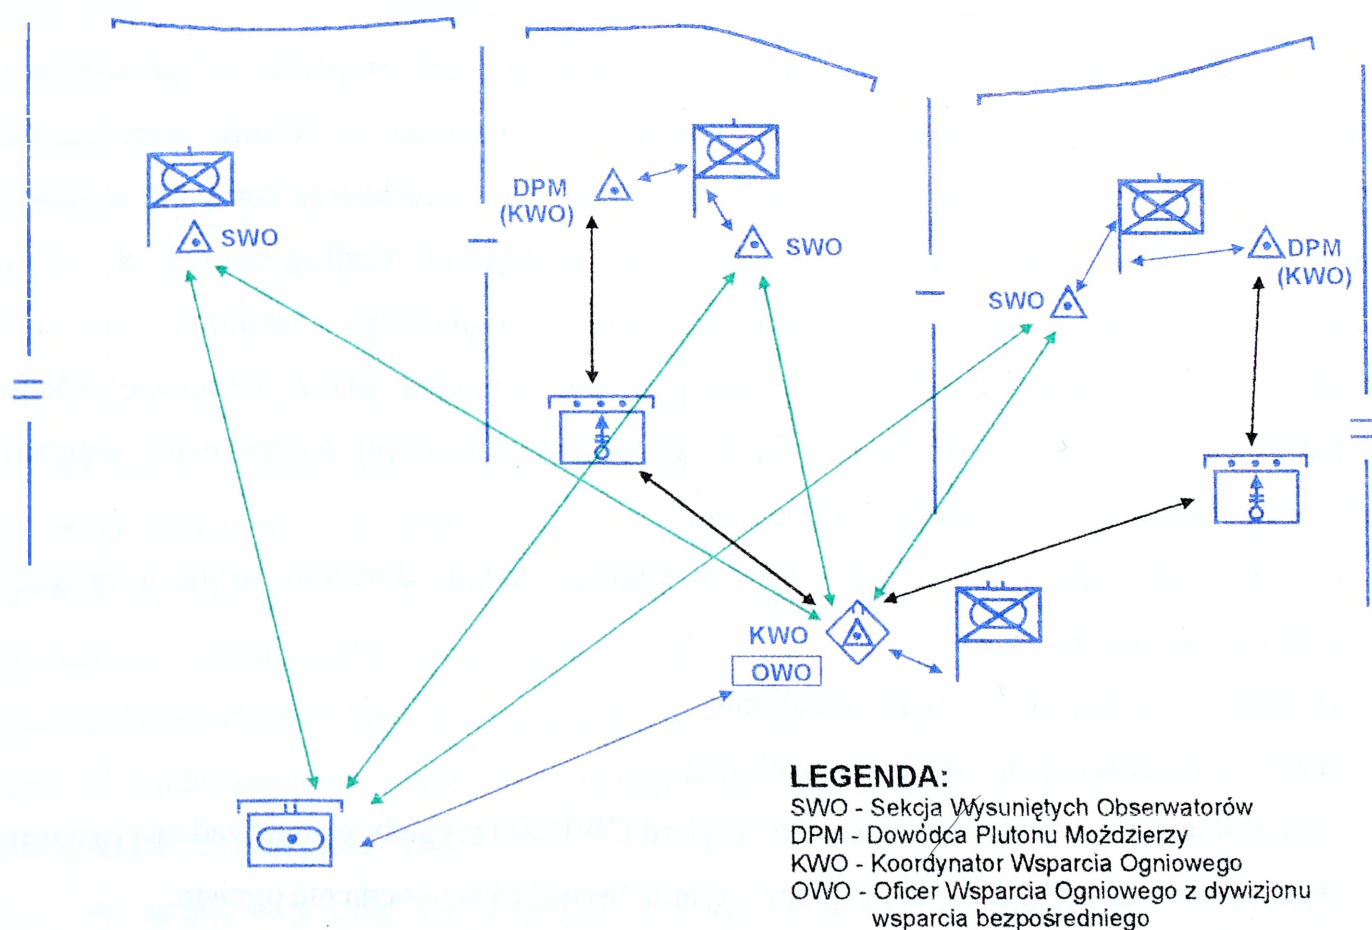 DPM
(KWO)
SWO
SWO
SWO
DPM
(KWO)
KWO
OWO
LEGENDA:
SWO - Sekcja Wysuniętych Obserwatorów
DPM - Dowódca Plutonu Moździerzy
KWO - Koordynator Wsparcia Ogniowego
OWO - Oficer Wsparcia Ogniowego z dywizjonu
wsparcia bezpośredniego